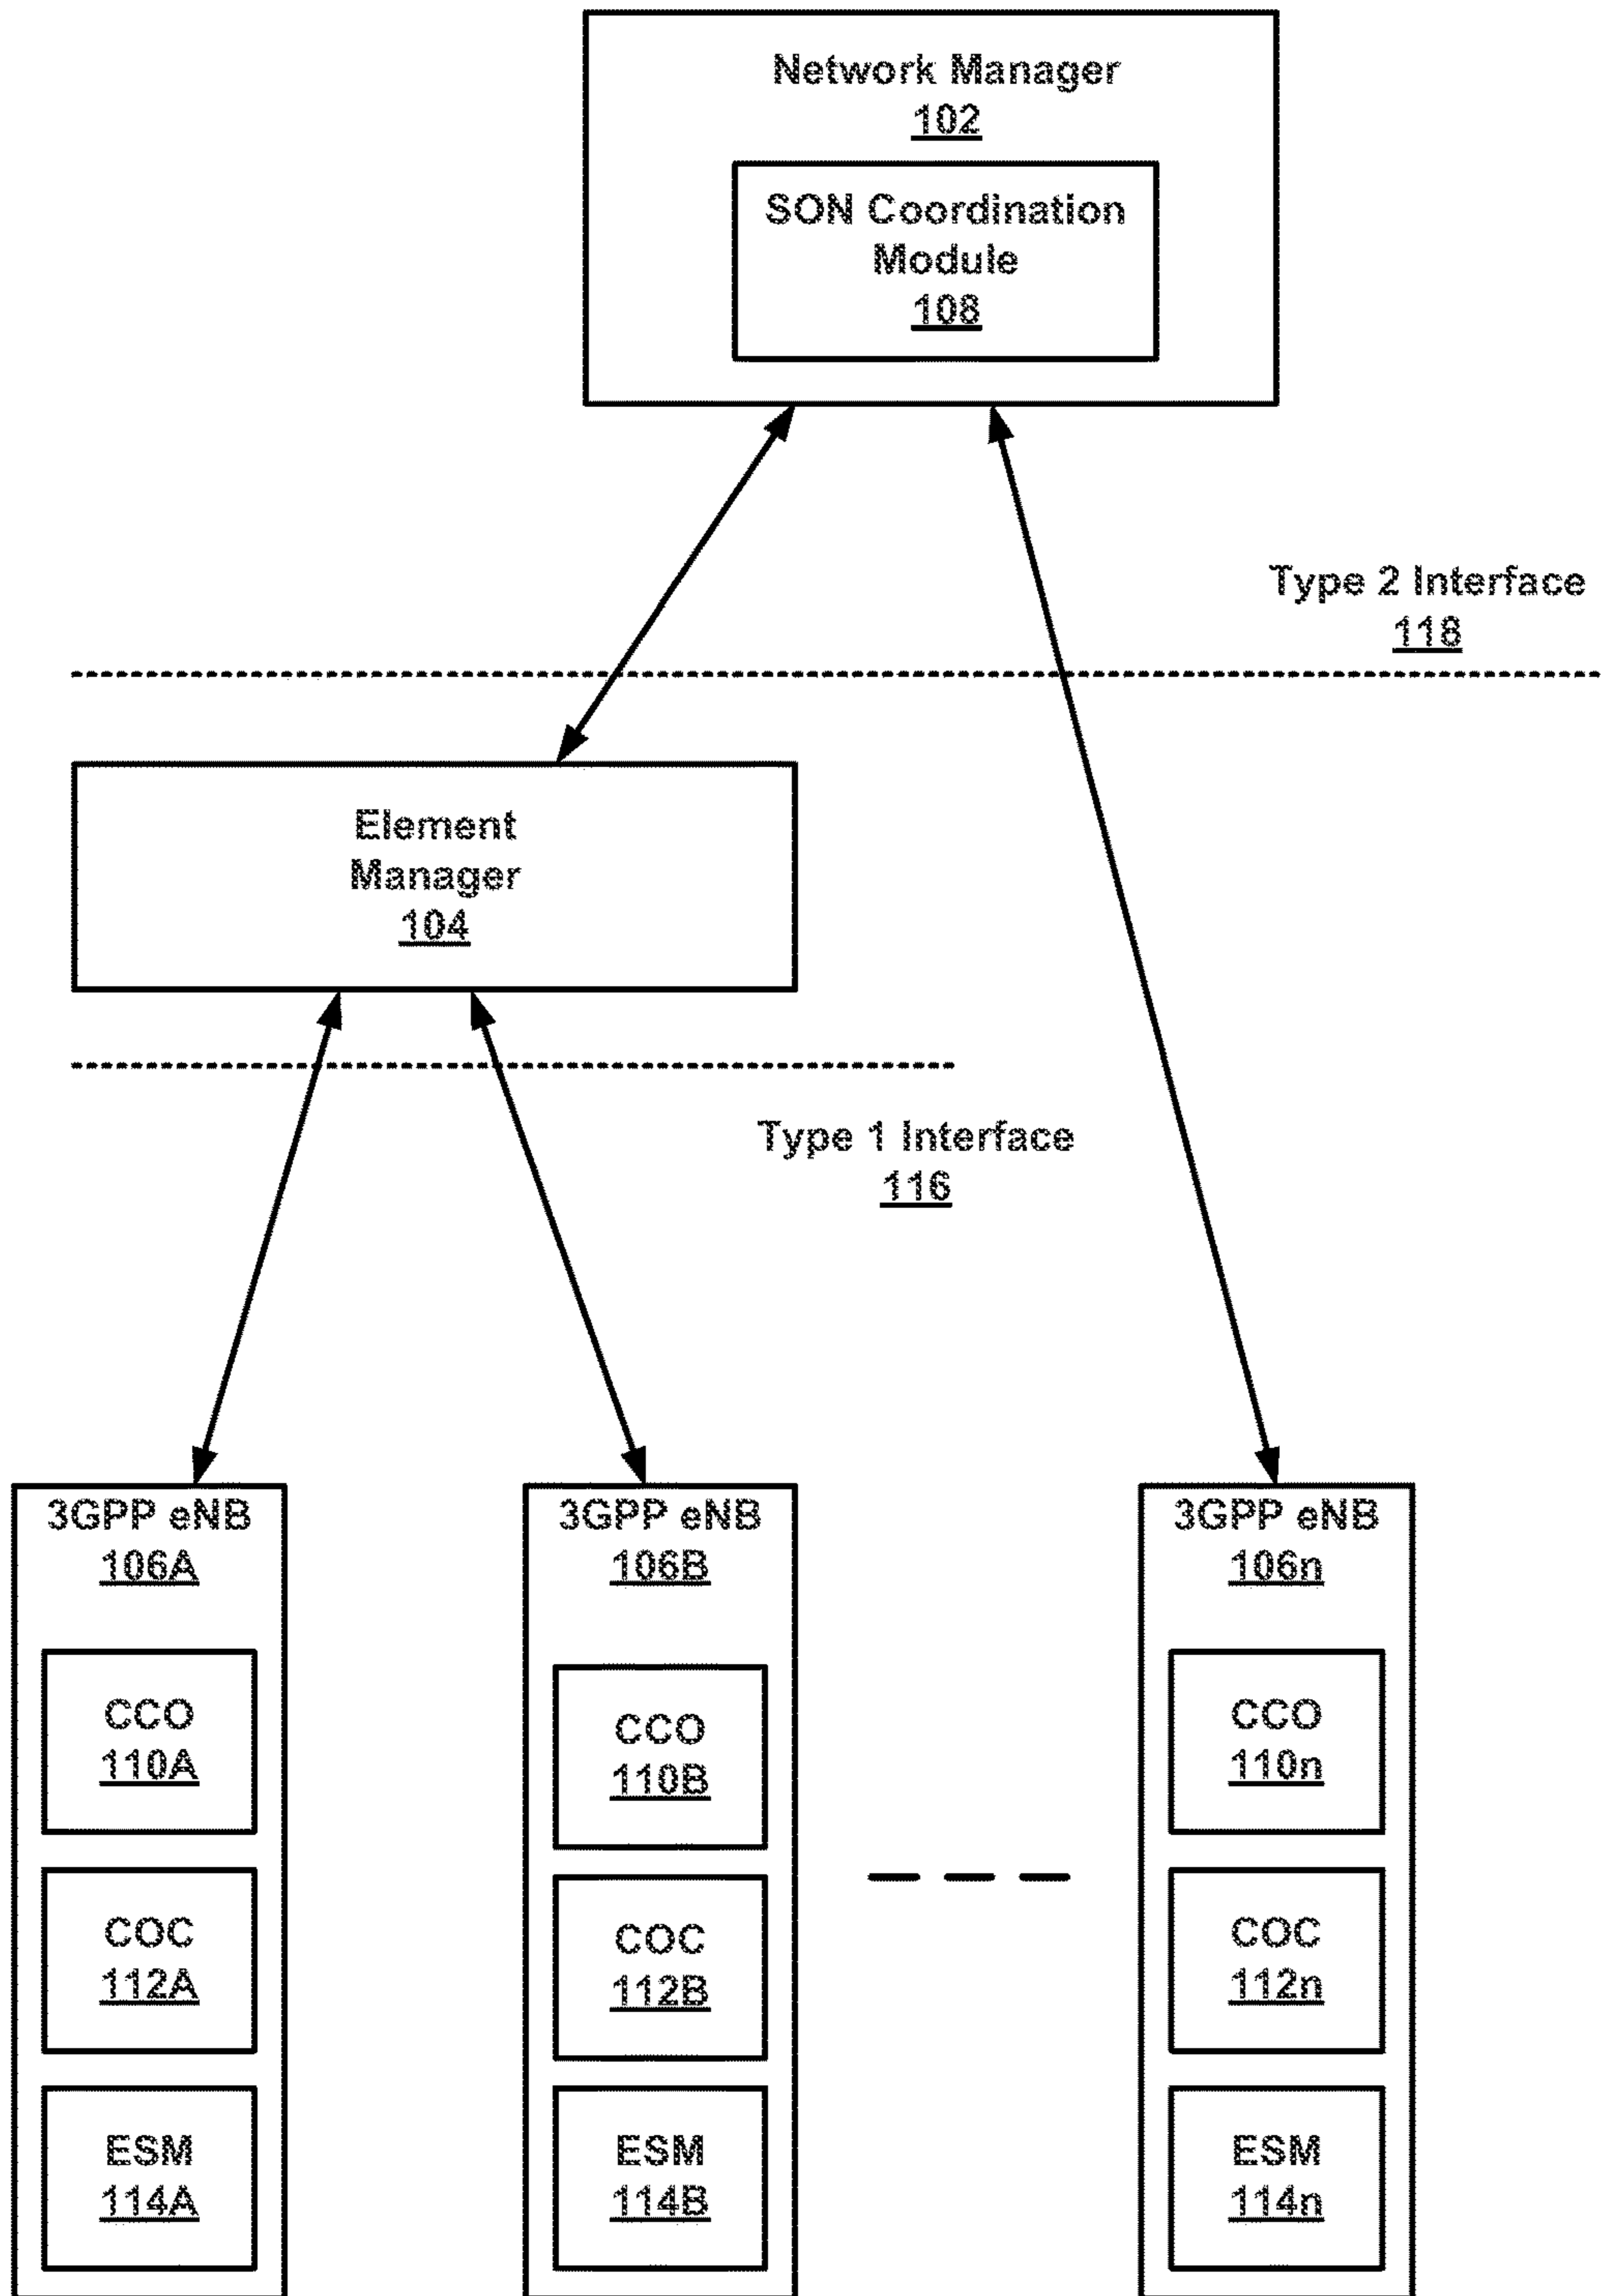 Network Manager
102
SON Coordination
Module
108
Type 2 Interface
118
Element
Manager
104
Type 1 Interface
116
3GPP eNB
106A
CCO
110A
COC
112A
ESM
114A
3GPP eNB
106B
CCO
110B
COC
112B
ESM
114B
3GPP eNB
106n
CCO
110n
COC
112n
ESM
114n